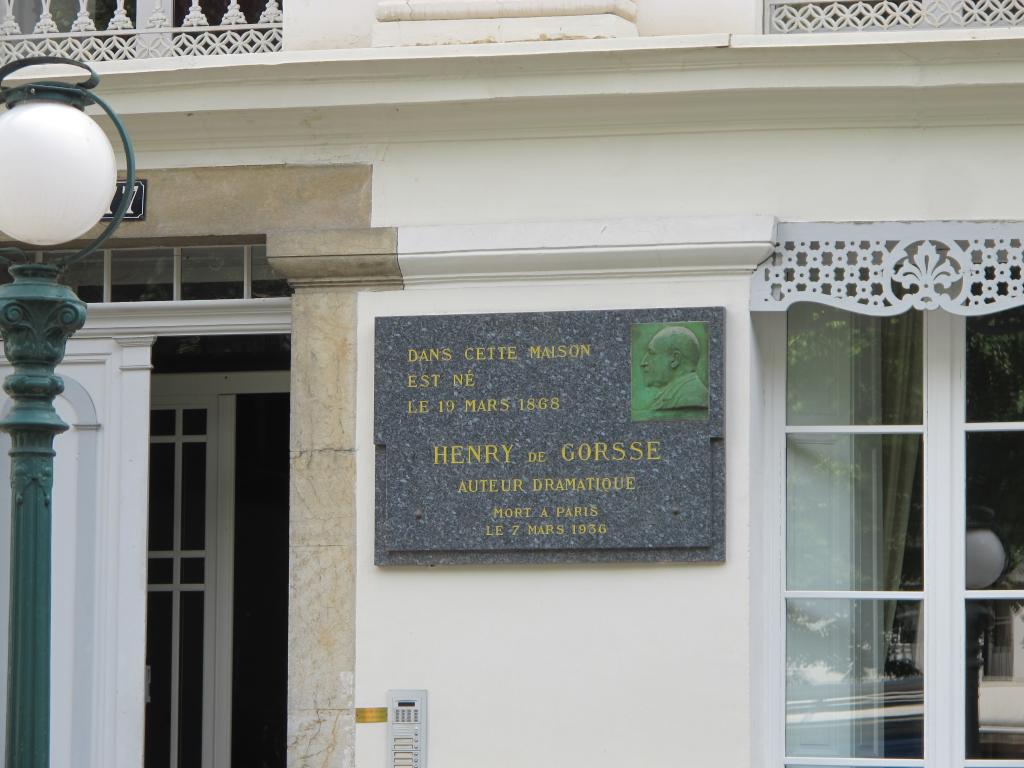 DANS CETTE MAISON
EST NÉ
LE 19 MARS 1868
HENRY DE GORSSE
AUTEUR DRAMATIQUE
MORT A PARIS
LE 7 MARS 1936